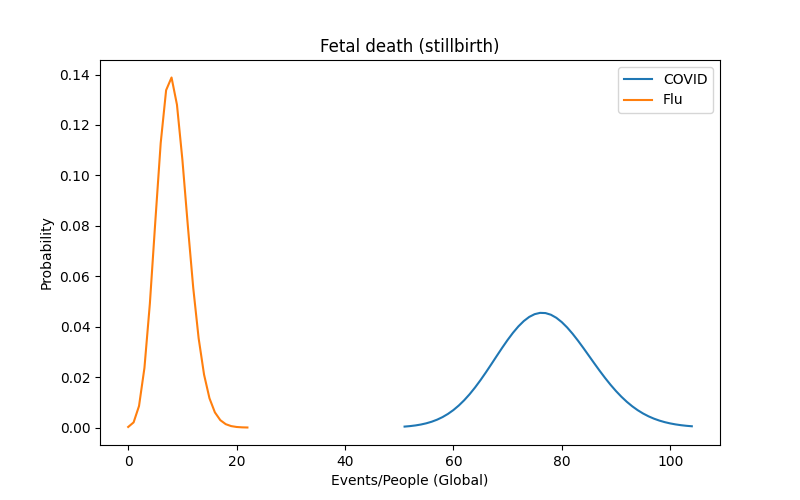 Fetal death (stillbirth)
COVID
Flu
Probability
0.14
0.12
0.10
0.08
0.06
0.04
0.02
0.00
0
20
40
60
80
100
Events/People (Global)